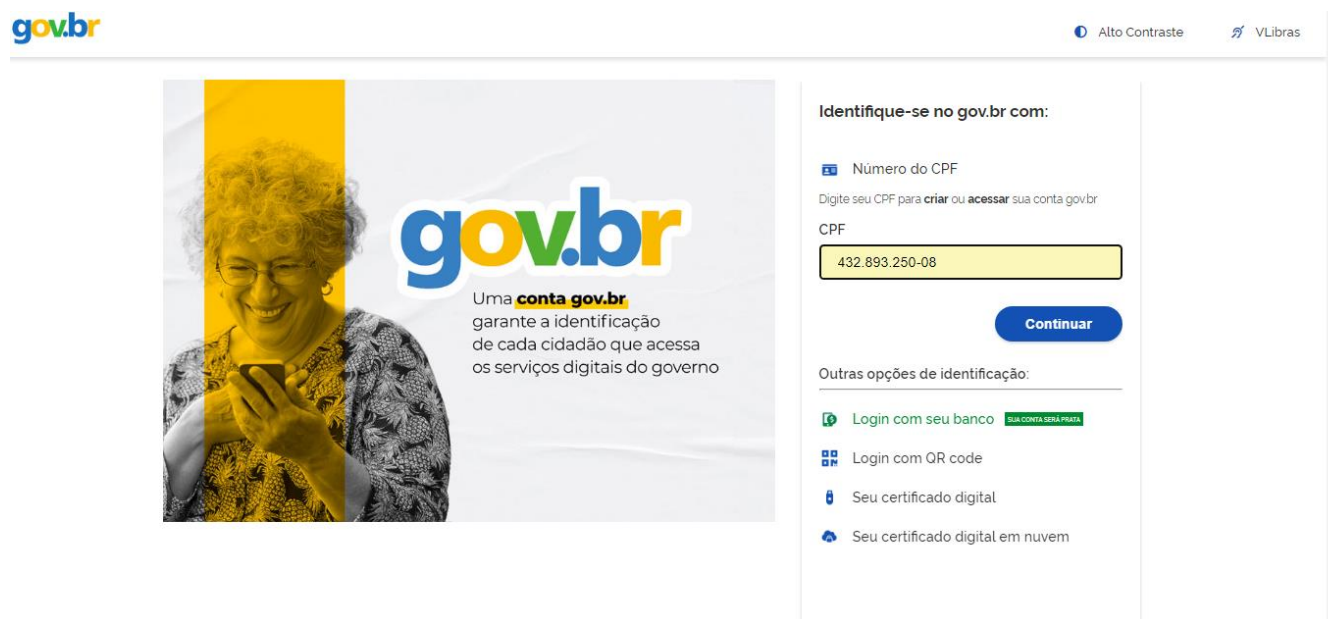 gov.br
Alto Contraste
VLibras
gov.br
Uma conta gov.br
garante a identificação
de cada cidadão que acessa
os serviços digitais do governo
Identifique-se no gov.br com:
Número do CPF
Digite seu CPF para criar ou acessar sua conta gov.br
CPF
432.893.250-08
Continuar
Outras opções de identificação:
Login com seu banco SUA CONTA SERÁ PRATA
Login com QR code
Seu certificado digital
Seu certificado digital em nuvem